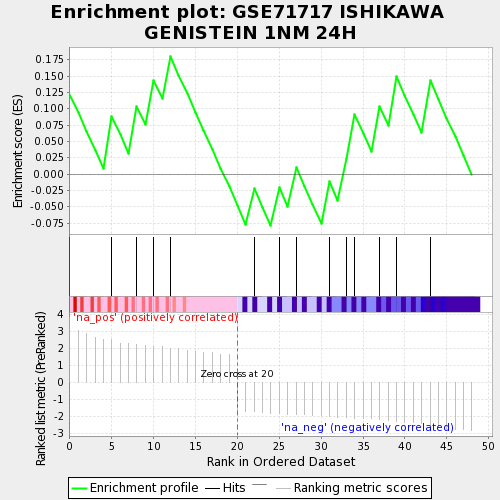 Enrichment plot: GSE71717 ISHIKAWA
GENISTEIN 1NM 24H
Enrichment score (ES)
0.175
0.150
0.125
0.100
0.075
0.050
0.025
0.000
-0.025
-0.050
-0.075
'na_pos' (positively correlated)
Ranked list metric (PreRanked)
4
3
2
1
0
-1
-2
-3
Zero cross at 20
'na_neg' (negatively correlated)
0 5 10 15 20 25 30 35 40 45 50
Rank in Ordered Dataset
Enrichment profile Hits Ranking metric scores